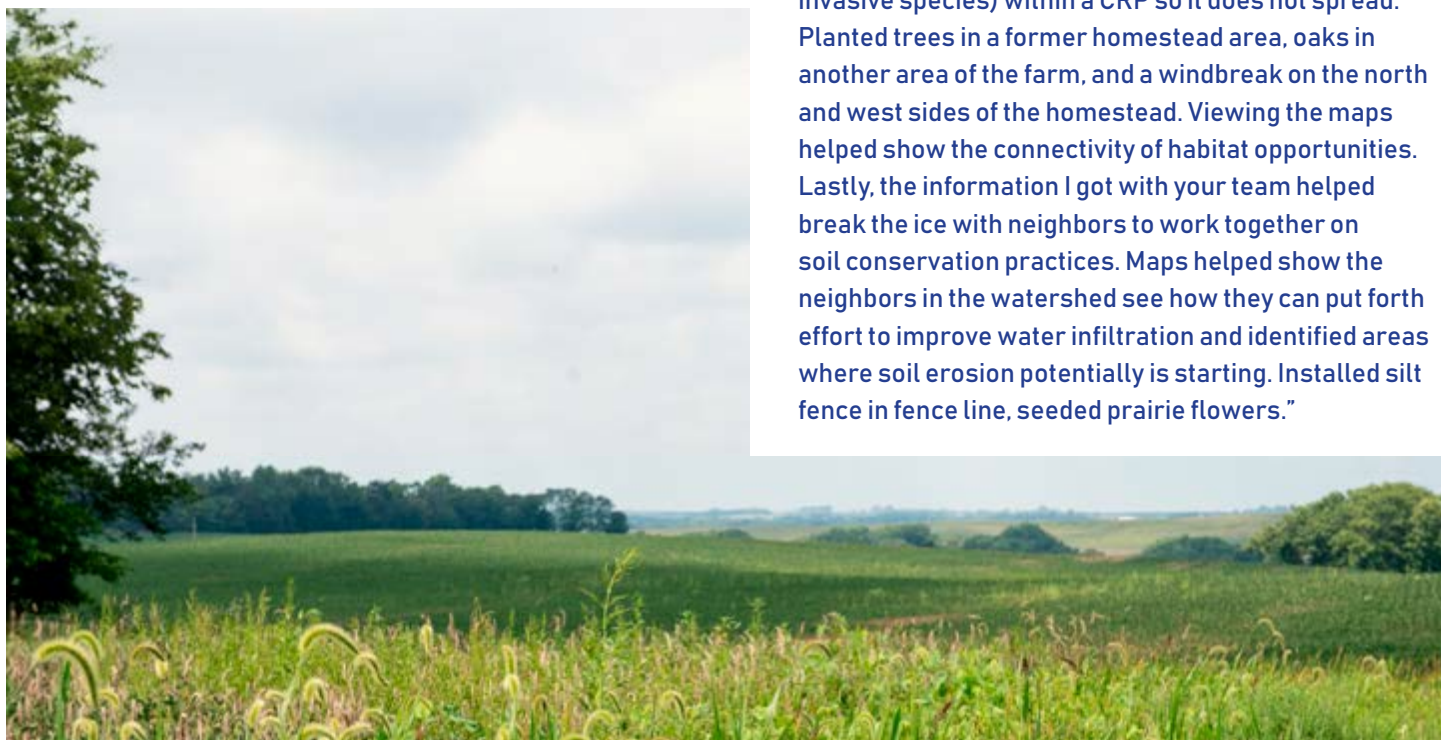 invasive species) within a CRP so it does not spread.
Planted trees in a former homestead area, oaks in
another area of the farm, and a windbreak on the north
and west sides of the homestead. Viewing the maps
helped show the connectivity of habitat opportunities.
Lastly, the information I got with your team helped
break the ice with neighbors to work together on
soil conservation practices. Maps helped show the
neighbors in the watershed see how they can put forth
effort to improve water infiltration and identified areas
where soil erosion potentially is starting. Installed silt
fence in fence line, seeded prairie flowers.”